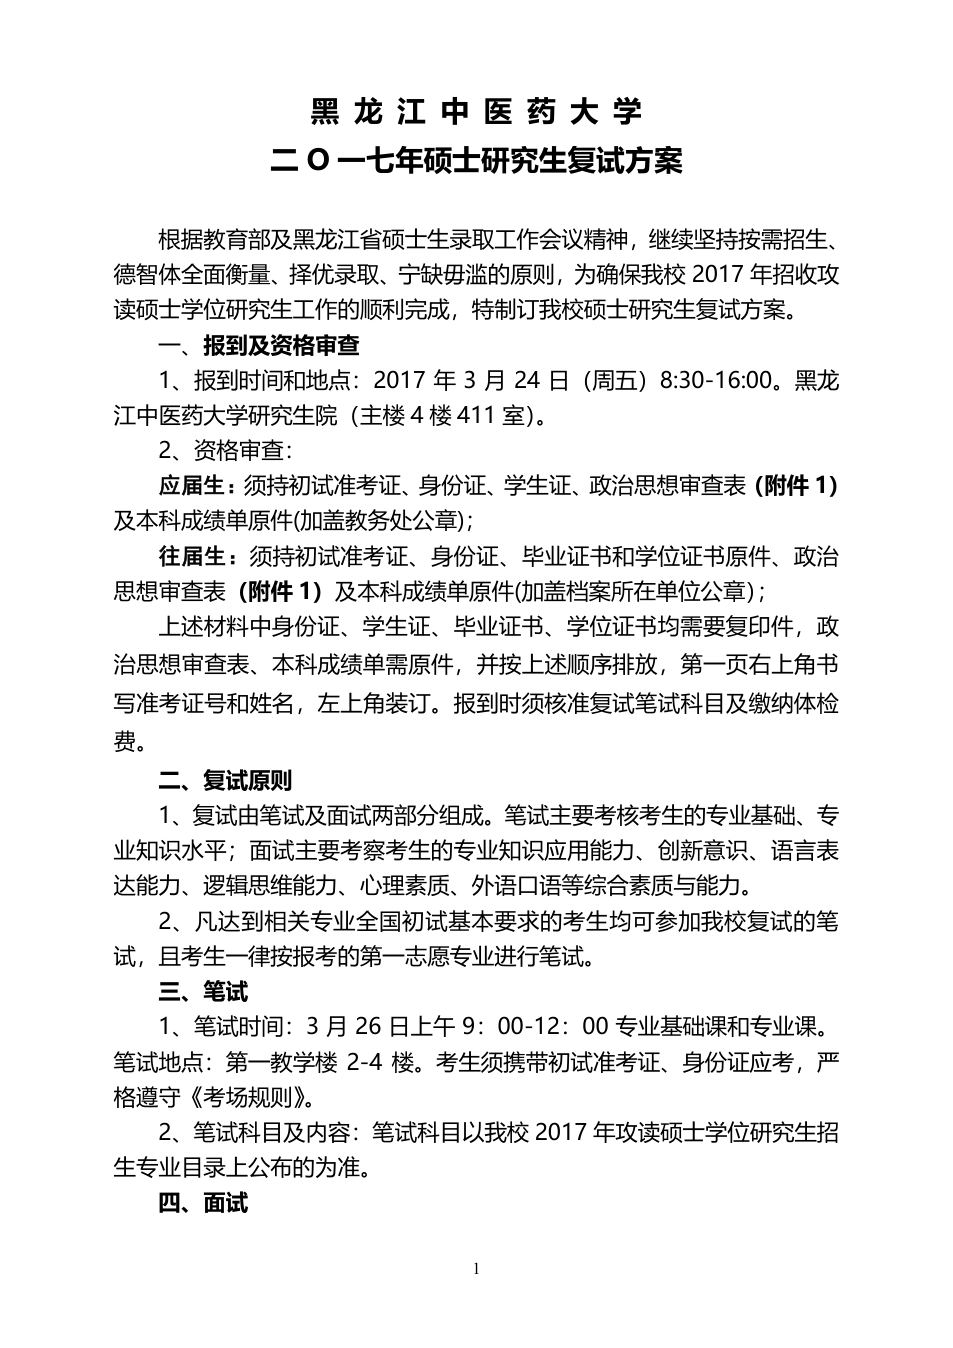 黑龙江中医药大学
二O一七年硕士研究生复试方案
根据教育部及黑龙江省硕士生录取工作会议精神，继续坚持按需招生、
德智体全面衡量、择优录取、宁缺毋滥的原则，为确保我校 2017 年招收攻
读硕士学位研究生工作的顺利完成，特制订我校硕士研究生复试方案。
一、报到及资格审查
1、报到时间和地点：2017 年 3 月 24 日（周五）8:30-16:00。黑龙
江中医药大学研究生院（主楼 4 楼 411 室）。
2、资格审查：
应届生：须持初试准考证、身份证、学生证、政治思想审查表（附件 1）
及本科成绩单原件(加盖教务处公章)；
往届生：须持初试准考证、身份证、毕业证书和学位证书原件、政治
思想审查表（附件 1）及本科成绩单原件(加盖档案所在单位公章)；
上述材料中身份证、学生证、毕业证书、学位证书均需要复印件，政
治思想审查表、本科成绩单需原件，并按上述顺序排放，第一页右上角书
写准考证号和姓名，左上角装订。报到时须核准复试笔试科目及缴纳体检
费。
二、复试原则
1、复试由笔试及面试两部分组成。笔试主要考核考生的专业基础、专
业知识水平；面试主要考察考生的专业知识应用能力、创新意识、语言表
达能力、逻辑思维能力、心理素质、外语口语等综合素质与能力。
2、凡达到相关专业全国初试基本要求的考生均可参加我校复试的笔
试，且考生一律按报考的第一志愿专业进行笔试。
三、笔试
1、笔试时间：3 月 26 日上午 9：00-12：00 专业基础课和专业课。
笔试地点：第一教学楼 2-4 楼。考生须携带初试准考证、身份证应考，严
格遵守《考场规则》。
2、笔试科目及内容：笔试科目以我校 2017 年攻读硕士学位研究生招
生专业目录上公布的为准。
四、面试
1